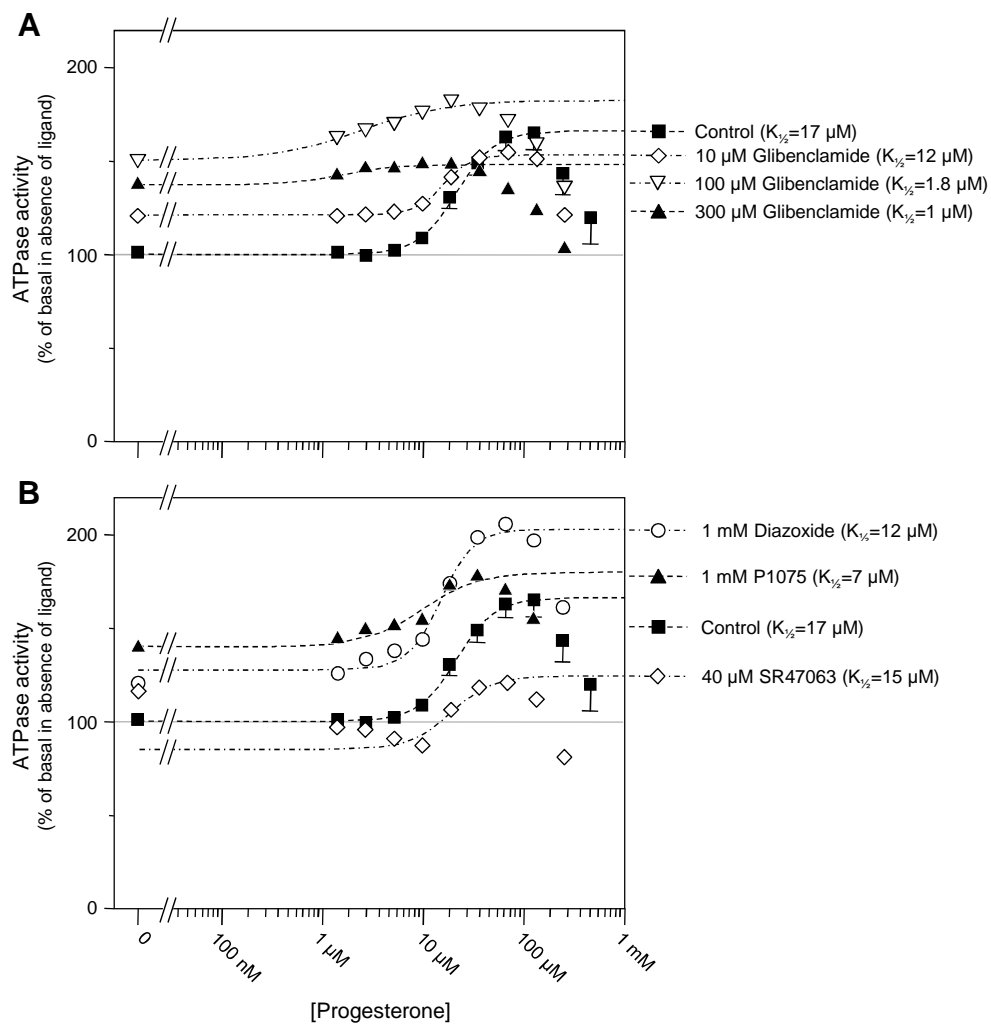 A
ATPase activity
(% of basal in absence of ligand)
200
100
0
Control (K½=17 µM)
10 µM Glibenclamide (K½=12 µM)
100 µM Glibenclamide (K½=1.8 µM)
300 µM Glibenclamide (K½=1 µM)
B
ATPase activity
(% of basal in absence of ligand)
200
100
0
1 mM Diazoxide (K½=12 µM)
1 mM P1075 (K½=7 µM)
Control (K½=17 µM)
40 µM SR47063 (K½=15 µM)
0
100 nM
1 µM
10 µM
100 µM
1 mM
[Progesterone]